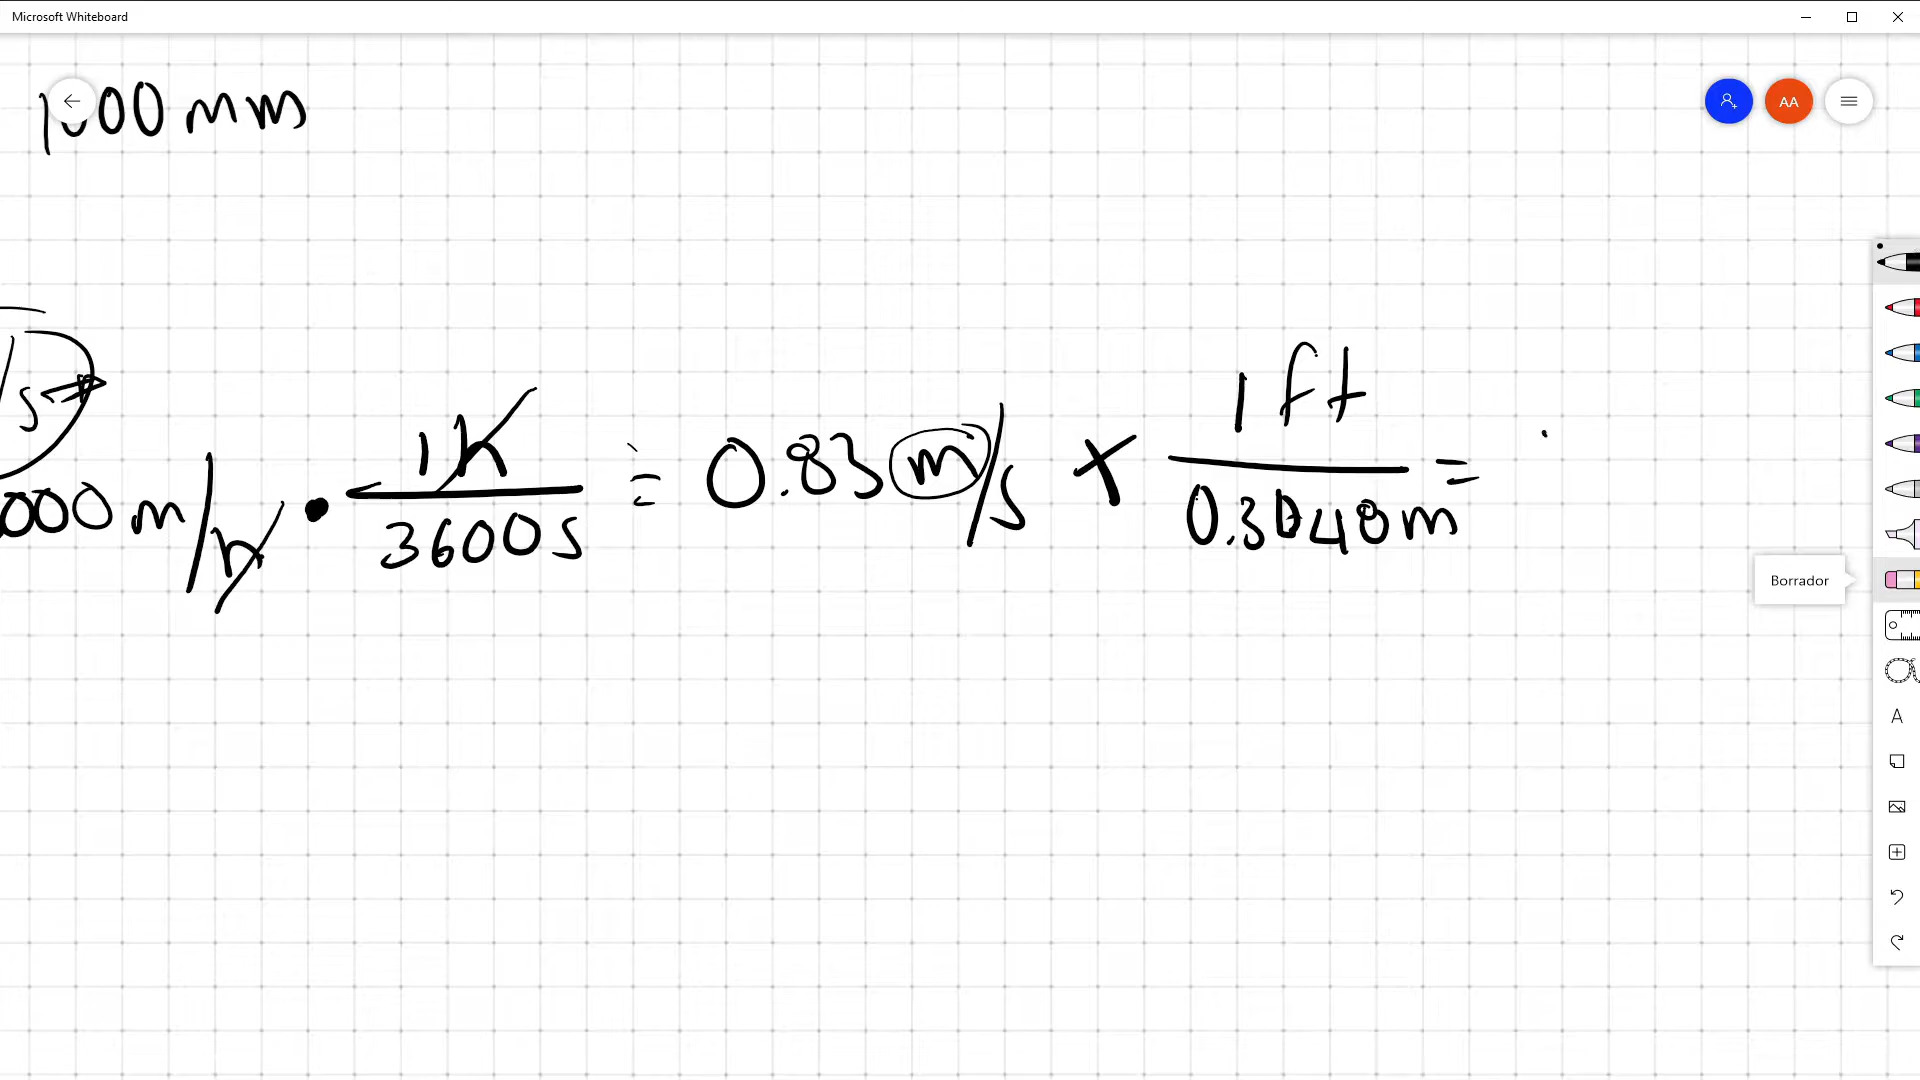 Microsoft Whiteboard
1000 mm
AA
/s
1 ft
000 m/h • 1h = 0.83 m/s x =
3600 s
0.3048 m
Borrador
A